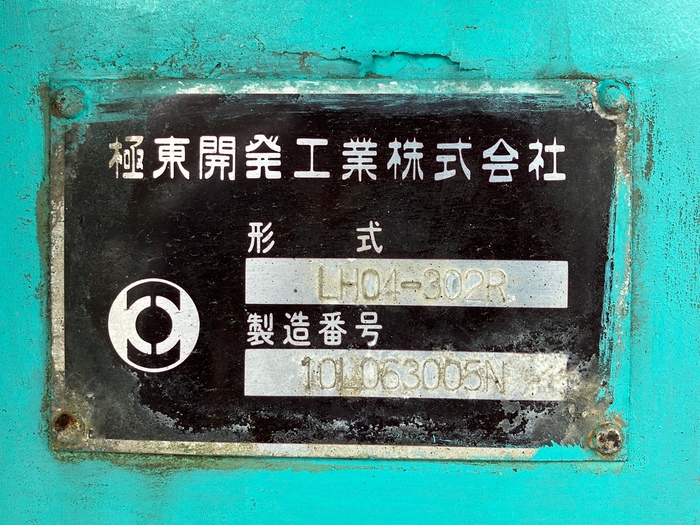 極東開発工業株式会社
形式
LH04-302R
製造番号
10L063005N